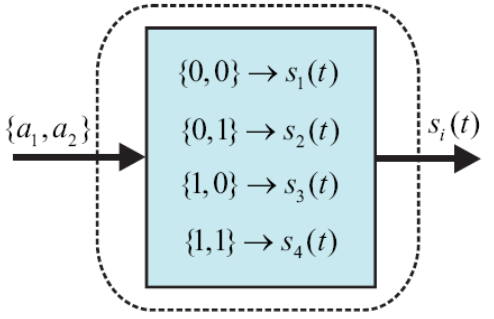 {0,0} → s₁(t)
{a₁,a₂}
{0,1} → s₂(t)
sᵢ(t)
{1,0} → s₃(t)
{1,1} → s₄(t)